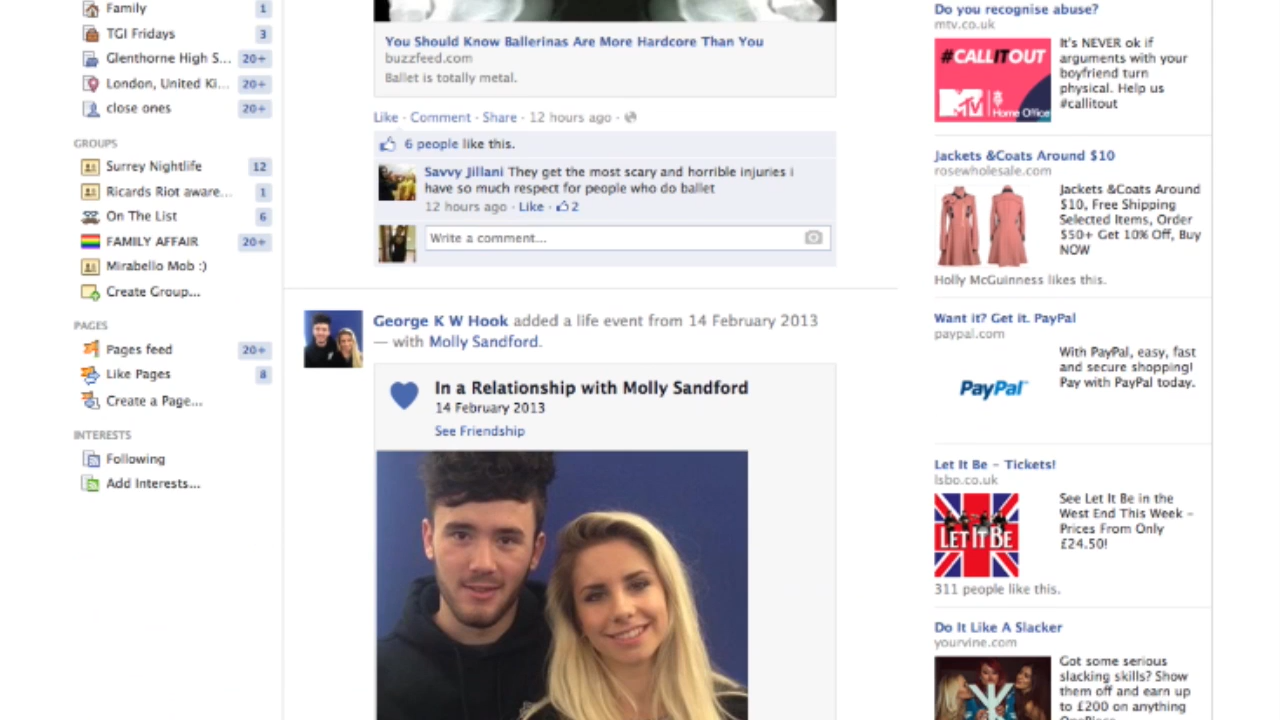 Family 1
TGI Fridays 3
Glenthorne High S... 20+
London, United Ki... 20+
close ones 20+
GROUPS
Surrey Nightlife 12
Ricards Riot aware... 1
On The List 6
FAMILY AFFAIR 20+
Mirabello Mob :)
Create Group...
PAGES
Pages feed 20+
Like Pages 8
Create a Page...
INTERESTS
Following
Add Interests...
You Should Know Ballerinas Are More Hardcore Than You
buzzfeed.com
Ballet is totally metal.
Like · Comment · Share · 12 hours ago ·
6 people like this.
Savvy Jillani They get the most scary and horrible injuries i
have so much respect for people who do ballet
12 hours ago · Like · 2
Write a comment...
George K W Hook added a life event from 14 February 2013
— with Molly Sandford.
In a Relationship with Molly Sandford
14 February 2013
See Friendship
Do you recognise abuse?
mtv.co.uk
#CALLITOUT
MTV Home Office
It's NEVER ok if
arguments with your
boyfriend turn
physical. Help us
#callitout
Jackets &Coats Around $10
rosewholesale.com
Jackets &Coats Around
$10, Free Shipping
Selected Items, Order
$50+ Get 10% Off, Buy
NOW
Holly McGuinness likes this.
Want it? Get it. PayPal
paypal.com
PayPal
With PayPal, easy, fast
and secure shopping!
Pay with PayPal today.
Let It Be – Tickets!
lsbo.co.uk
LET IT BE
See Let It Be in the
West End This Week –
Prices From Only
£24.50!
311 people like this.
Do It Like A Slacker
yourvine.com
Got some serious
slacking skills? Show
them off and earn up
to £200 on anything